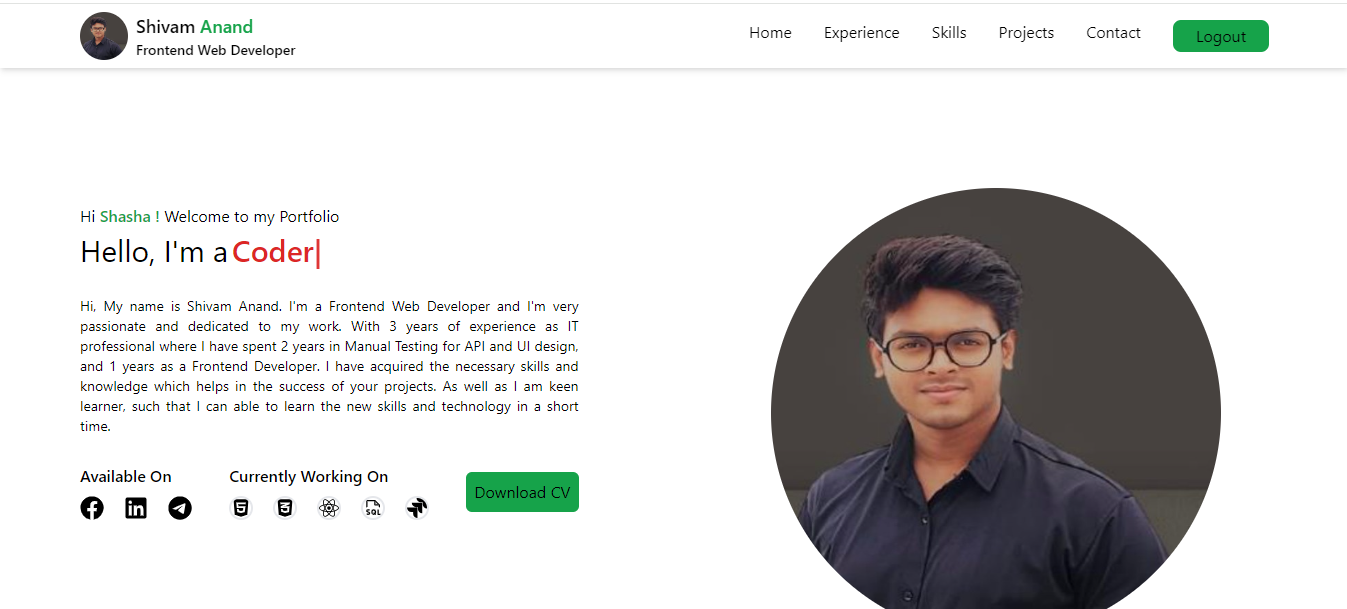 Shivam Anand
Frontend Web Developer
Home Experience Skills Projects Contact Logout
Hi Shasha ! Welcome to my Portfolio
Hello, I'm a Coder|
Hi, My name is Shivam Anand. I'm a Frontend Web Developer and I'm very
passionate and dedicated to my work. With 3 years of experience as IT
professional where I have spent 2 years in Manual Testing for API and UI design,
and 1 years as a Frontend Developer. I have acquired the necessary skills and
knowledge which helps in the success of your projects. As well as I am keen
learner, such that I can able to learn the new skills and technology in a short
time.
Available On
Currently Working On
SQL
Download CV